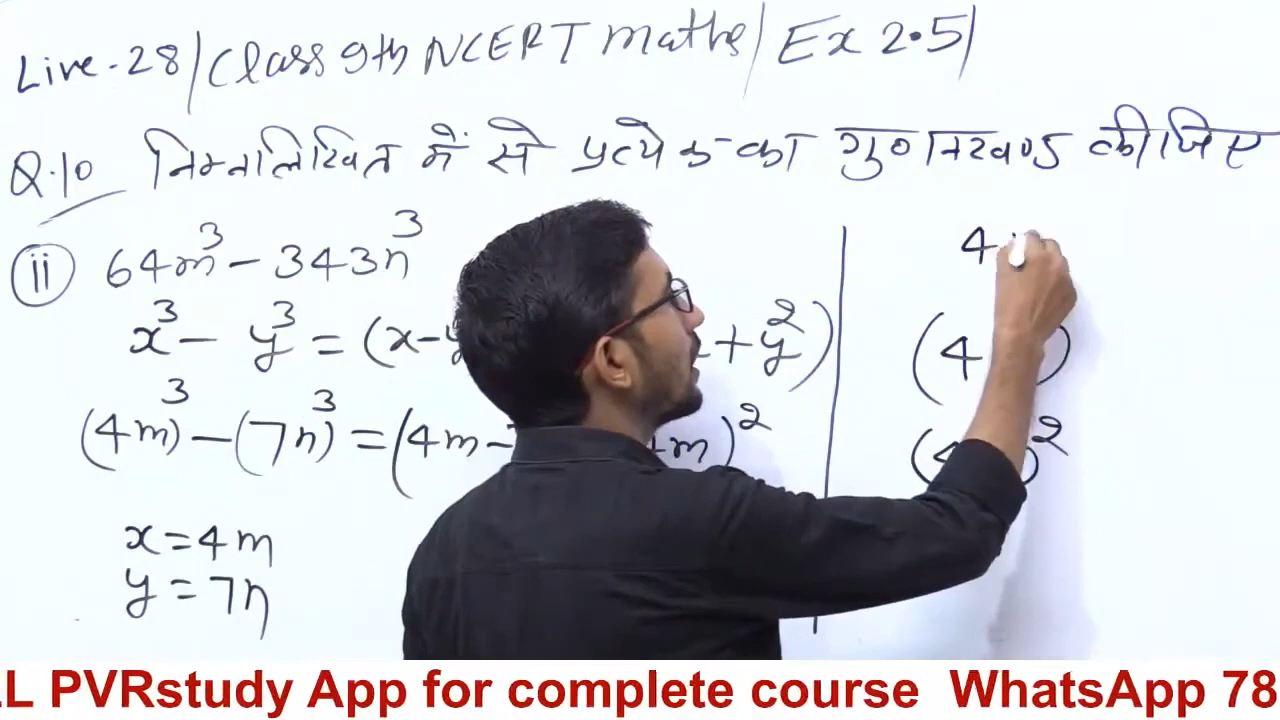 Live-28/Class 9th NCERT maths/Ex 2.5/
Q.10 निम्नलिखित में से प्रत्येक का गुणनखण्ड कीजिए
ii 64m³ - 343n³
x³ - y³ = (x-y + y²)
(4m)³ - (7n)³ = (4m- m)²
x = 4m
y = 7n
4
(4 )
( )²
LL PVRstudy App for complete course WhatsApp 78